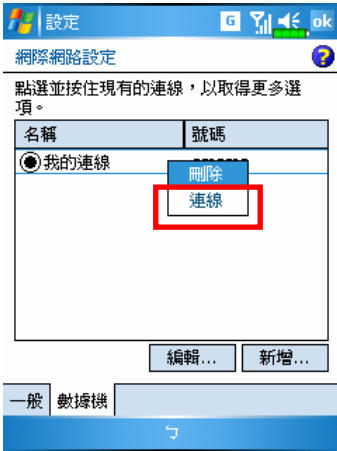 設定
G
ok
網際網路設定
點選並按住現有的連線，以取得更多選
項。
名稱
號碼
我的連線
刪除
連線
編輯...
新增...
一般
數據機
ㄅ